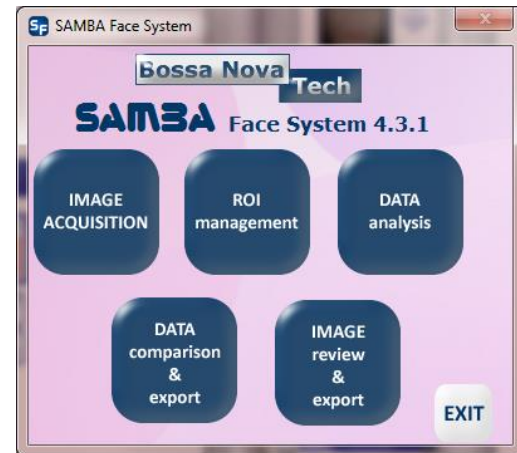 SF SAMBA Face System
Bossa Nova
Tech
SAMBA Face System 4.3.1
IMAGE
ACQUISITION
ROI
management
DATA
analysis
DATA
comparison
&
export
IMAGE
review
&
export
EXIT